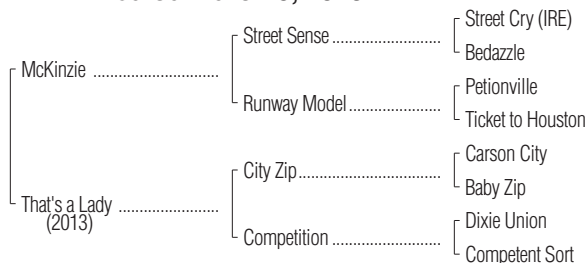 Street Cry (IRE)
Street Sense
Bedazzle
McKinzie
Petionville
Runway Model
Ticket to Houston
Carson City
City Zip
Baby Zip
That's a Lady
(2013)
Dixie Union
Competition
Competent Sort